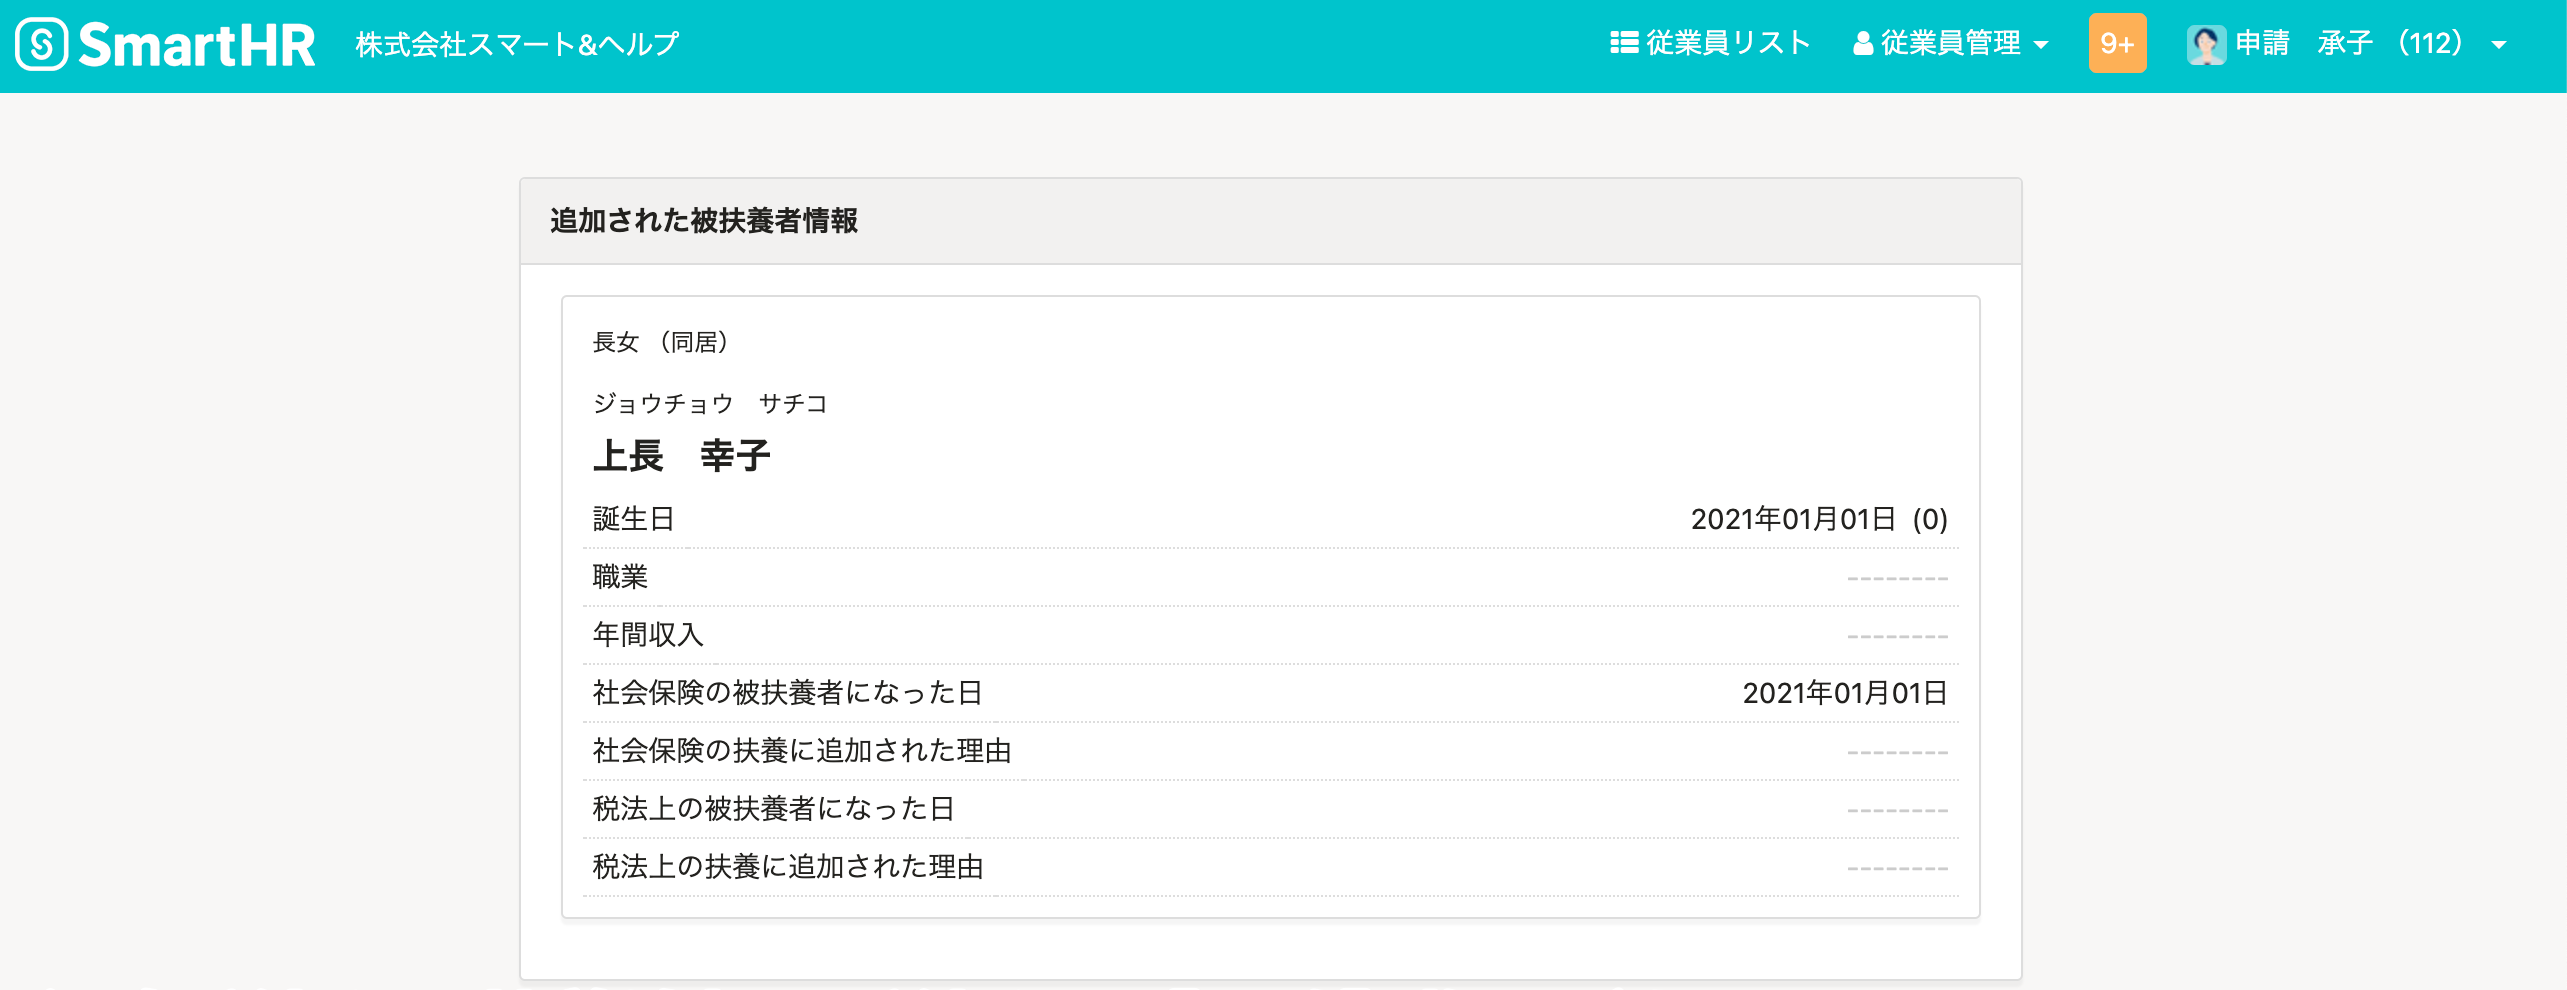 SmartHR 株式会社スマート&ヘルプ 従業員リスト 従業員管理 9+ 申請　承子 （112）
追加された被扶養者情報
長女 （同居）
ジョウチョウ　サチコ
上長　幸子
誕生日 2021年01月01日 (0)
職業 --------
年間収入 --------
社会保険の被扶養者になった日 2021年01月01日
社会保険の扶養に追加された理由 --------
税法上の被扶養者になった日 --------
税法上の扶養に追加された理由 --------